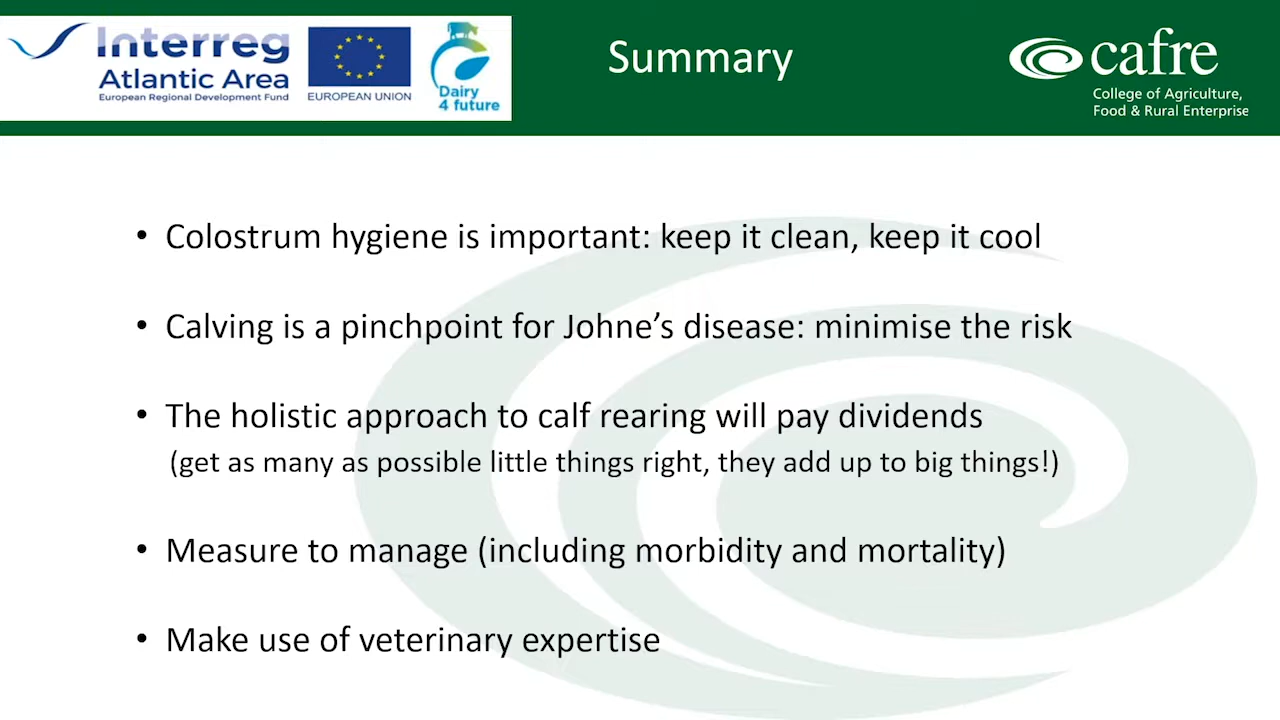 Interreg
Atlantic Area
European Regional Development Fund
EUROPEAN UNION
Dairy
4 future
Summary
cafre
College of Agriculture,
Food & Rural Enterprise
• Colostrum hygiene is important: keep it clean, keep it cool
• Calving is a pinchpoint for Johne’s disease: minimise the risk
• The holistic approach to calf rearing will pay dividends
(get as many as possible little things right, they add up to big things!)
• Measure to manage (including morbidity and mortality)
• Make use of veterinary expertise